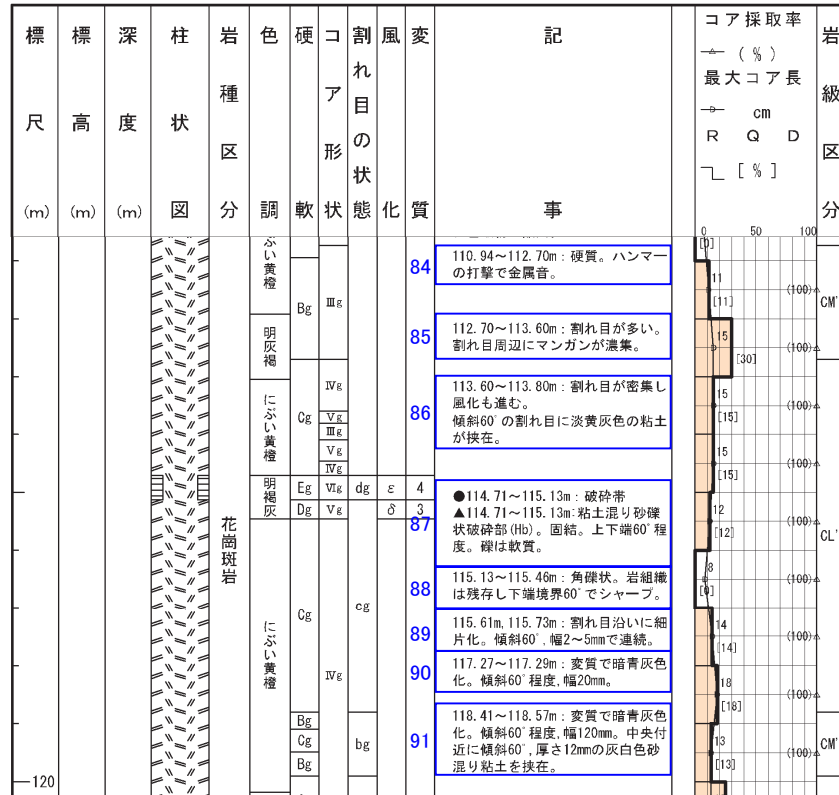 標尺(m)
標高(m)
深度(m)
柱状図
岩種区分
色調
硬軟
コア形状
割れ目の状態
風化
変質
記事
コア採取率
(%)
最大コア長
cm
R Q D
[%]
岩級区分
0 50 100
ぶい黄橙
明灰褐
にぶい黄橙
明褐灰
にぶい黄橙
花崗斑岩
Bg
Cg
Eg
Dg
Cg
Bg
Cg
Bg
Ⅲg
Ⅳg
Ⅴg
Ⅲg
Ⅴg
Ⅳg
Ⅵg
Ⅴg
Ⅳg
dg
cg
bg
ε
δ
4
3
84
110.94~112.70m:硬質。ハンマー
の打撃で金属音。
85
112.70~113.60m:割れ目が多い。
割れ目周辺にマンガンが濃集。
86
113.60~113.80m:割れ目が密集し
風化も進む。
傾斜60°の割れ目に淡黄灰色の粘土
が挟在。
87
●114.71~115.13m:破砕帯
▲114.71~115.13m:粘土混り砂礫
状破砕部(Hb)。固結。上下端60°程
度。礫は軟質。
88
115.13~115.46m:角礫状。岩組織
は残存し下端境界60°でシャープ。
89
115.61m,115.73m:割れ目沿いに細
片化。傾斜60°,幅2~5mmで連続。
90
117.27~117.29m:変質で暗青灰色
化。傾斜60°程度,幅20mm。
91
118.41~118.57m:変質で暗青灰色
化。傾斜60°程度,幅120mm。中央付
近に傾斜60°,厚さ12mmの灰白色砂
混り粘土を挟在。
[0]
11
(100)
[11]
15
(100)
[30]
15
(100)
[15]
15
(100)
[15]
12
(100)
[12]
8
(100)
[0]
14
(100)
[14]
18
(100)
[18]
13
(100)
[13]
CM'
CL'
CM'
120